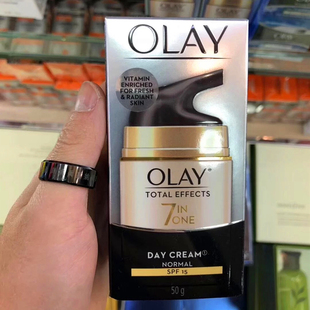 OLAY
VITAMIN
ENRICHED FOR
FOR FRESH
& RADIANT
SKIN
OLAY
TOTAL EFFECTS
7 IN
ONE
DAY CREAM
NORMAL
SPF 15
50 g